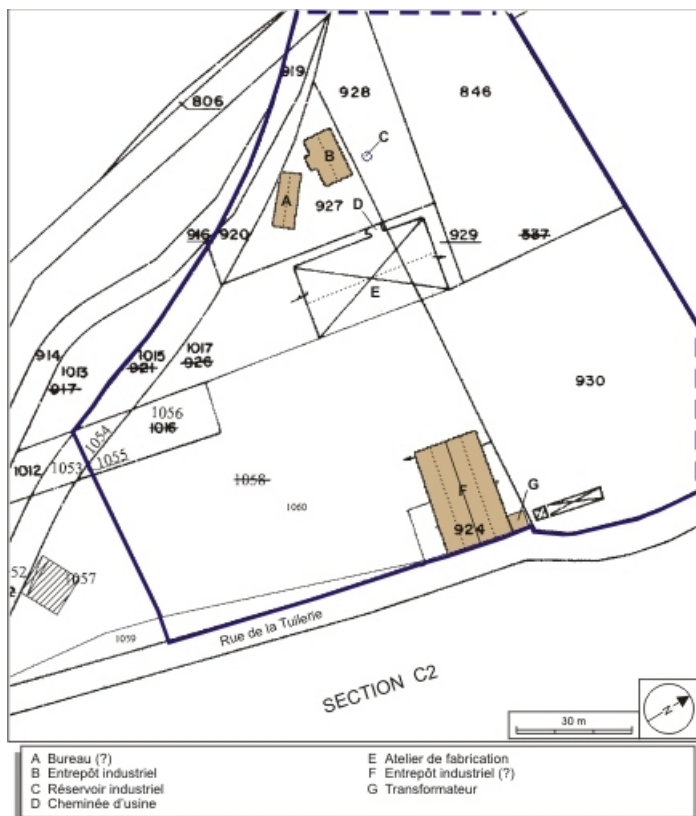 919
806
928
846
C
B
A
927
D
916 920
929
537
E
914
1013
917
1015
921
1017
926
930
1056
1016
1054
1055
1012
1053
1058
1060
F
G
924
52
1057
2
1059
Rue de la Tuilerie
SECTION C2
N
30 m
A Bureau (?)
B Entrepôt industriel
C Réservoir industriel
D Cheminée d'usine
E Atelier de fabrication
F Entrepôt industriel (?)
G Transformateur